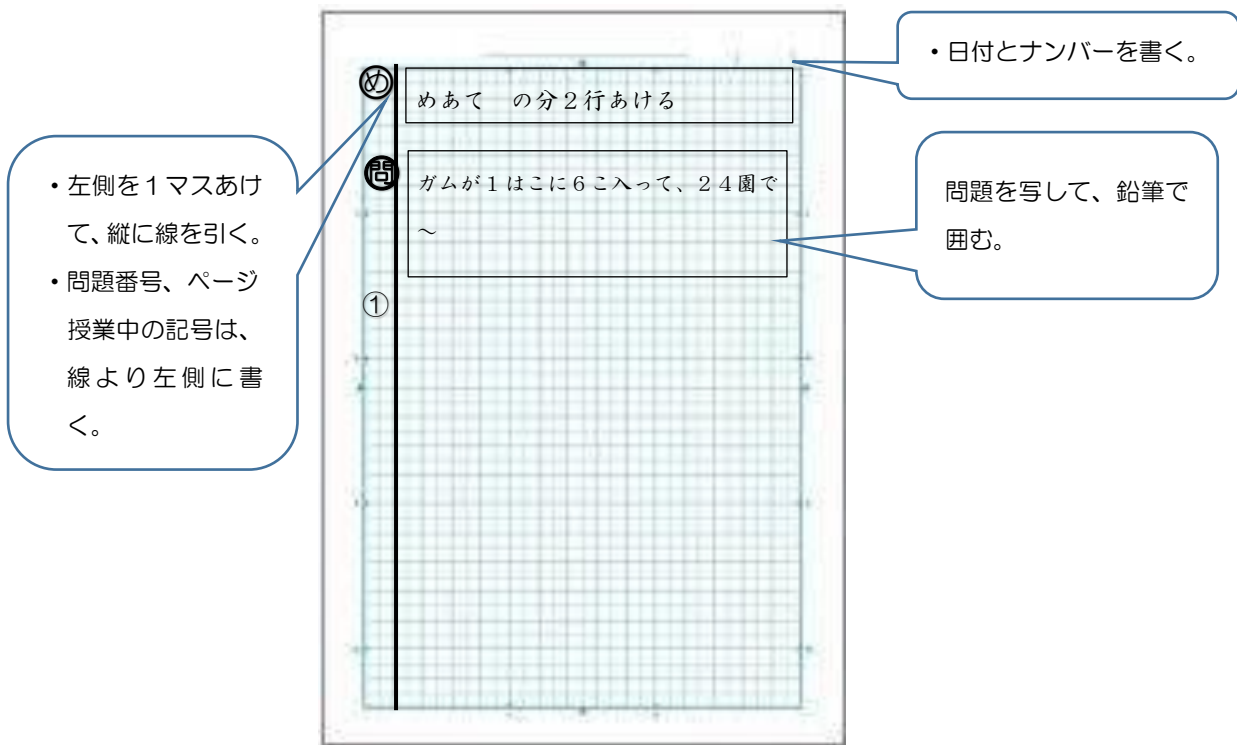 ・日付とナンバーを書く。
め
めあて　の分２行あける
問
ガムが１はこに６こ入って、２４園で
～
①
・左側を１マスあけ
て、縦に線を引く。
・問題番号、ページ
授業中の記号は、
線より左側に書
く。
問題を写して、鉛筆で
囲む。